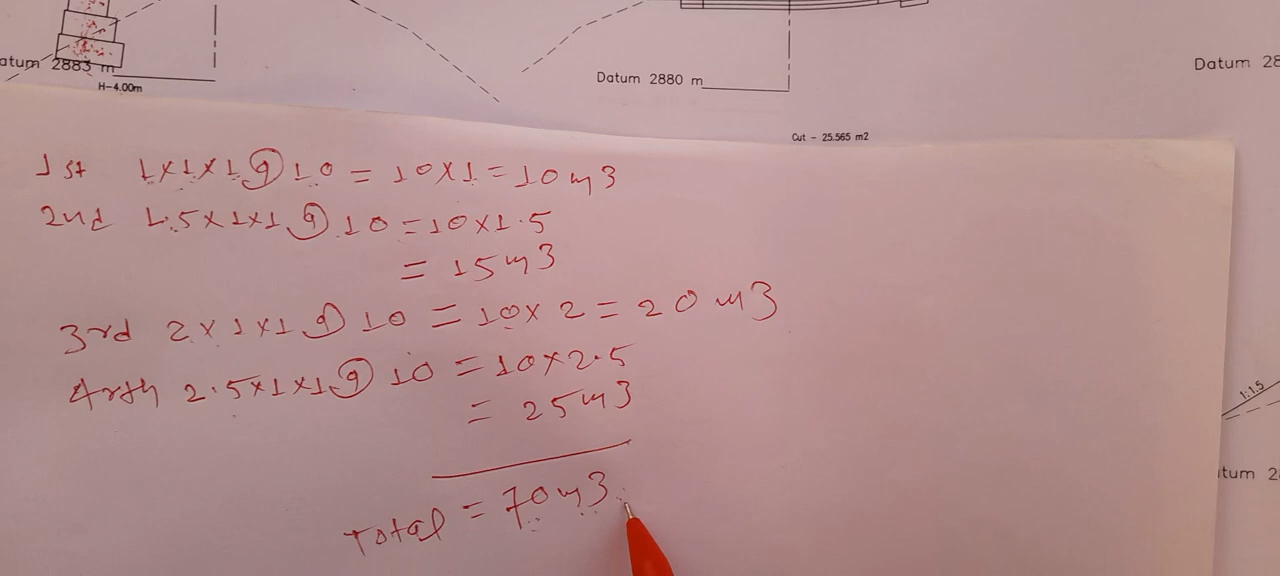 Datum 2883 m
H-4.00m
Datum 2880 m
Datum 28
Cut - 25.565 m2
1st 1x1x1 @ 10 = 10x1 = 10m3
2nd 1.5x1x1 @ 10 = 10x1.5
= 15m3
3rd 2x1x1 @ 10 = 10x2 = 20m3
4rth 2.5x1x1 @ 10 = 10x2.5
= 25m3
Total = 70m3
1:1.5
tum 2